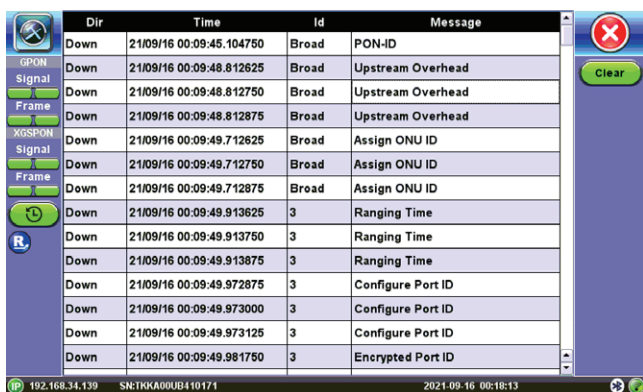 Dir Time Id Message
Down 21/09/16 00:09:45.104750 Broad PON-ID
Down 21/09/16 00:09:48.812625 Broad Upstream Overhead
Down 21/09/16 00:09:48.812750 Broad Upstream Overhead
Down 21/09/16 00:09:48.812875 Broad Upstream Overhead
Down 21/09/16 00:09:49.712625 Broad Assign ONU ID
Down 21/09/16 00:09:49.712750 Broad Assign ONU ID
Down 21/09/16 00:09:49.712875 Broad Assign ONU ID
Down 21/09/16 00:09:49.913625 3 Ranging Time
Down 21/09/16 00:09:49.913750 3 Ranging Time
Down 21/09/16 00:09:49.913875 3 Ranging Time
Down 21/09/16 00:09:49.972875 3 Configure Port ID
Down 21/09/16 00:09:49.973000 3 Configure Port ID
Down 21/09/16 00:09:49.973125 3 Configure Port ID
Down 21/09/16 00:09:49.981750 3 Encrypted Port ID
GPON
Signal
Frame
XGSPON
Signal
Frame
R
Clear
IP 192.168.34.139 SN:TKKA00UB410171 2021-09-16 00:18:13